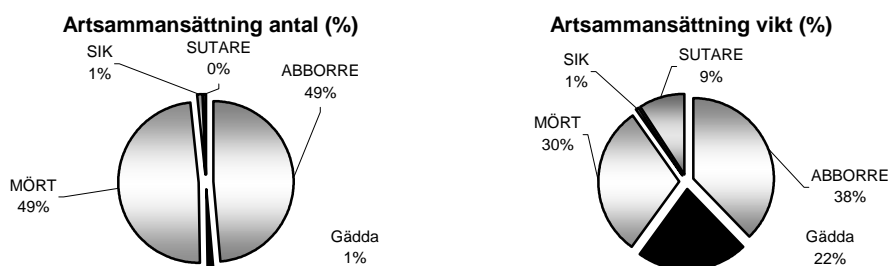 Artsammansättning antal (%)
SIK
1%
SUTARE
0%
ABBORRE
49%
MÖRT
49%
Gädda
1%
Artsammansättning vikt (%)
SIK
1%
SUTARE
9%
MÖRT
30%
ABBORRE
38%
Gädda
22%